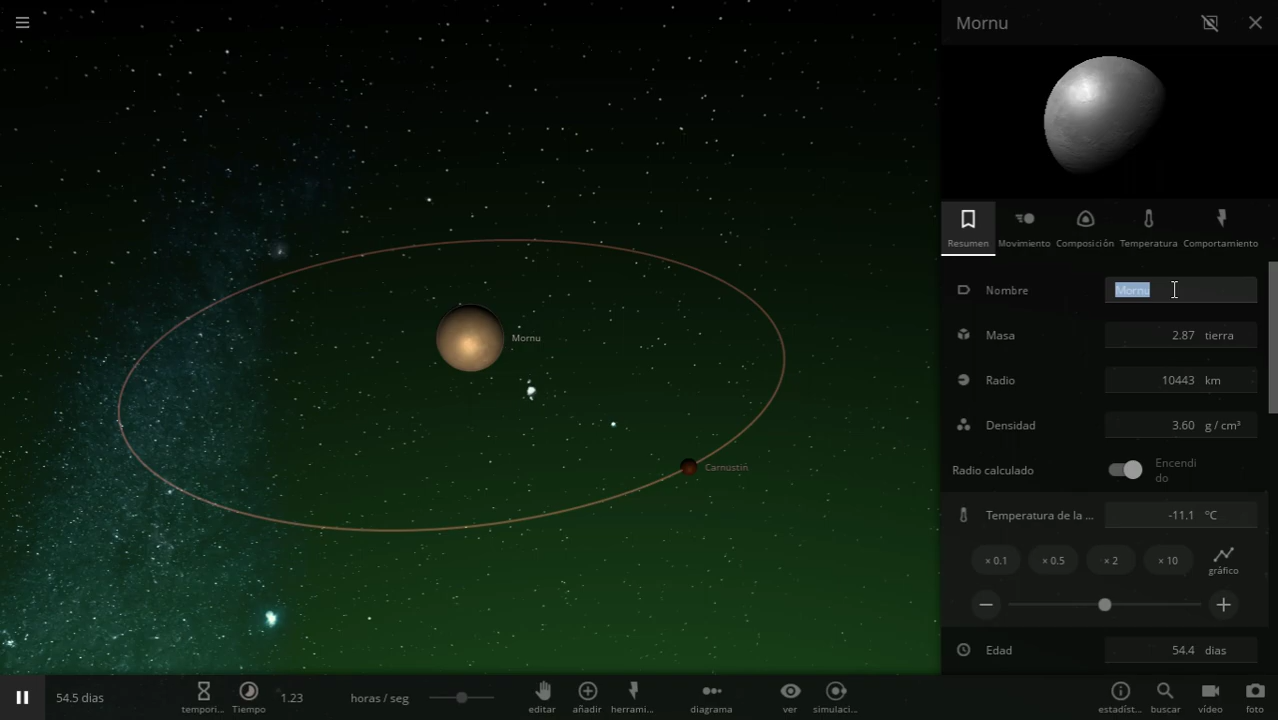 Mornu
Resumen Movimiento Composición Temperatura Comportamiento
Nombre Mornu
Masa 2.87 tierra
Radio 10443 km
Densidad 3.60 g / cm³
Radio calculado Encendi
do
Temperatura de la ... -11.1 °C
× 0.1 × 0.5 × 2 × 10 gráfico
Edad 54.4 dias
Mornu
Carnustin
54.5 dias tempori... Tiempo 1.23 horas / seg editar añadir herrami... diagrama ver simulaci... estadíst... buscar vídeo foto